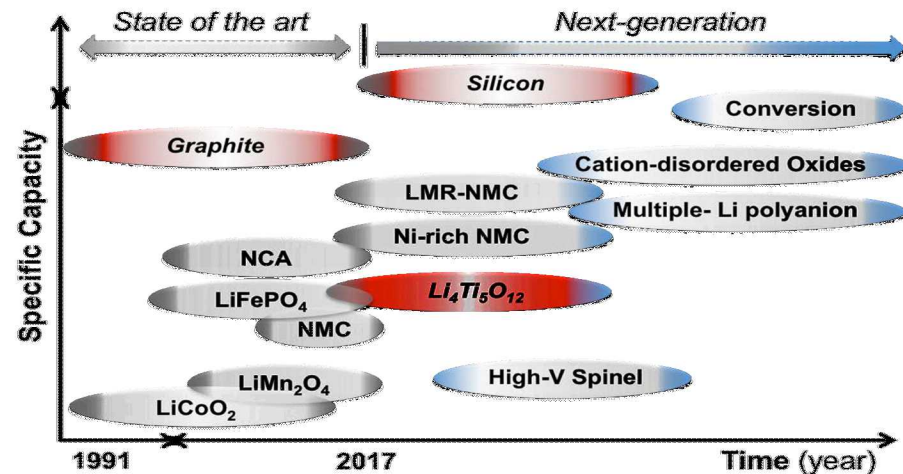 State of the art
Next-generation
Silicon
Conversion
Graphite
Cation-disordered Oxides
LMR-NMC
Multiple- Li polyanion
Ni-rich NMC
NCA
Li₄Ti₅O₁₂
LiFePO₄
NMC
High-V Spinel
LiMn₂O₄
LiCoO₂
Specific Capacity
1991
2017
Time (year)